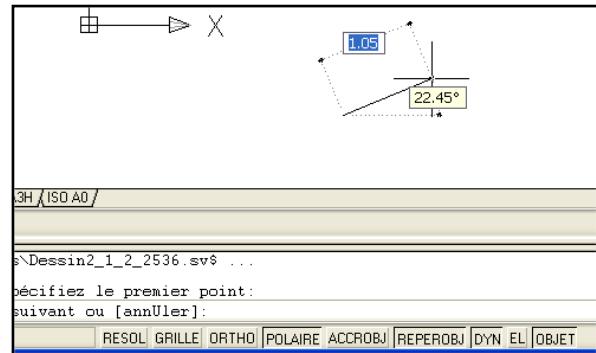 X
1.05
22.45°
A3H / ISO A0 /
s\Dessin2_1_2_2536.sv$ ...
pécifiez le premier point:
suivant ou [annUler]:
RESOL GRILLE ORTHO POLAIRE ACCROBJ REPEROBJ DYN EL OBJET